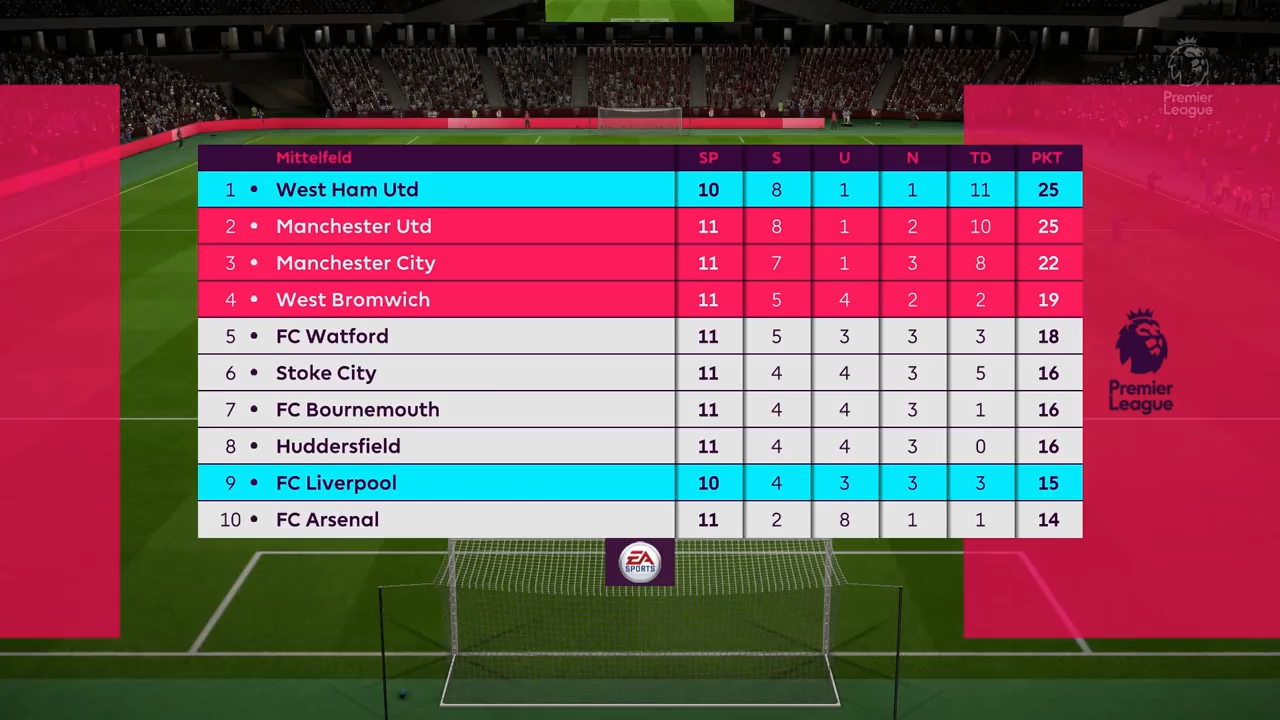 Premier
League
Mittelfeld SP S U N TD PKT
1 • West Ham Utd 10 8 1 1 11 25
2 • Manchester Utd 11 8 1 2 10 25
3 • Manchester City 11 7 1 3 8 22
4 • West Bromwich 11 5 4 2 2 19
5 • FC Watford 11 5 3 3 3 18
6 • Stoke City 11 4 4 3 5 16
7 • FC Bournemouth 11 4 4 3 1 16
8 • Huddersfield 11 4 4 3 0 16
9 • FC Liverpool 10 4 3 3 3 15
10 • FC Arsenal 11 2 8 1 1 14
Premier
League
EA
SPORTS